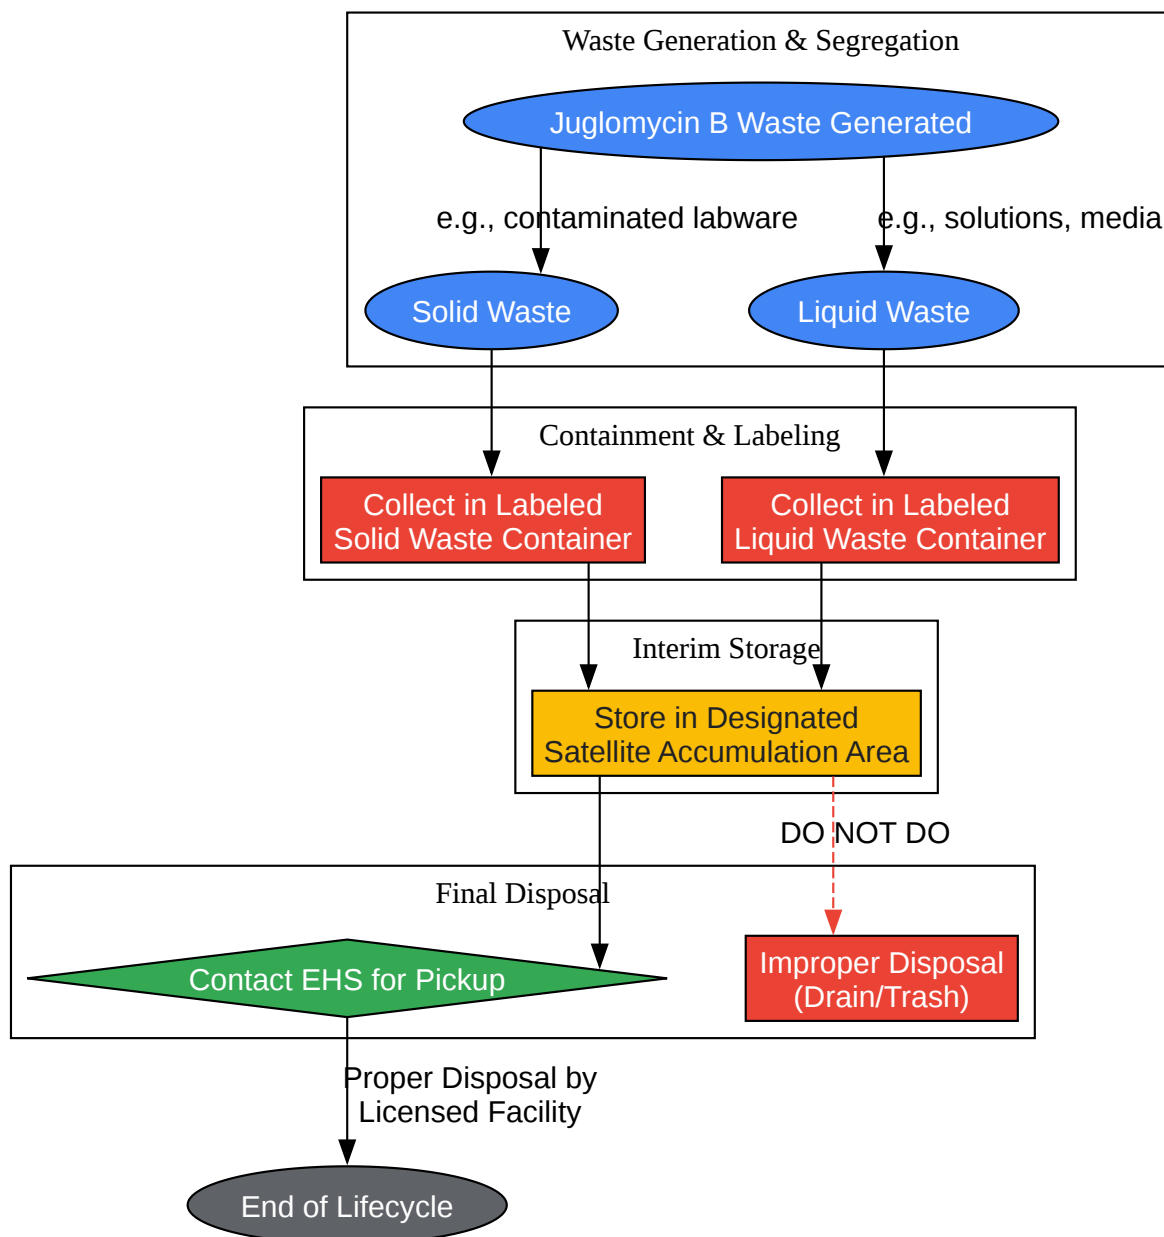 Waste Generation & Segregation
Juglomycin B Waste Generated
e.g., contaminated labware
e.g., solutions, media
Solid Waste
Liquid Waste
Containment & Labeling
Collect in Labeled
Solid Waste Container
Collect in Labeled
Liquid Waste Container
Interim Storage
Store in Designated
Satellite Accumulation Area
DO NOT DO
Final Disposal
Contact EHS for Pickup
Improper Disposal
(Drain/Trash)
Proper Disposal by
Licensed Facility
End of Lifecycle